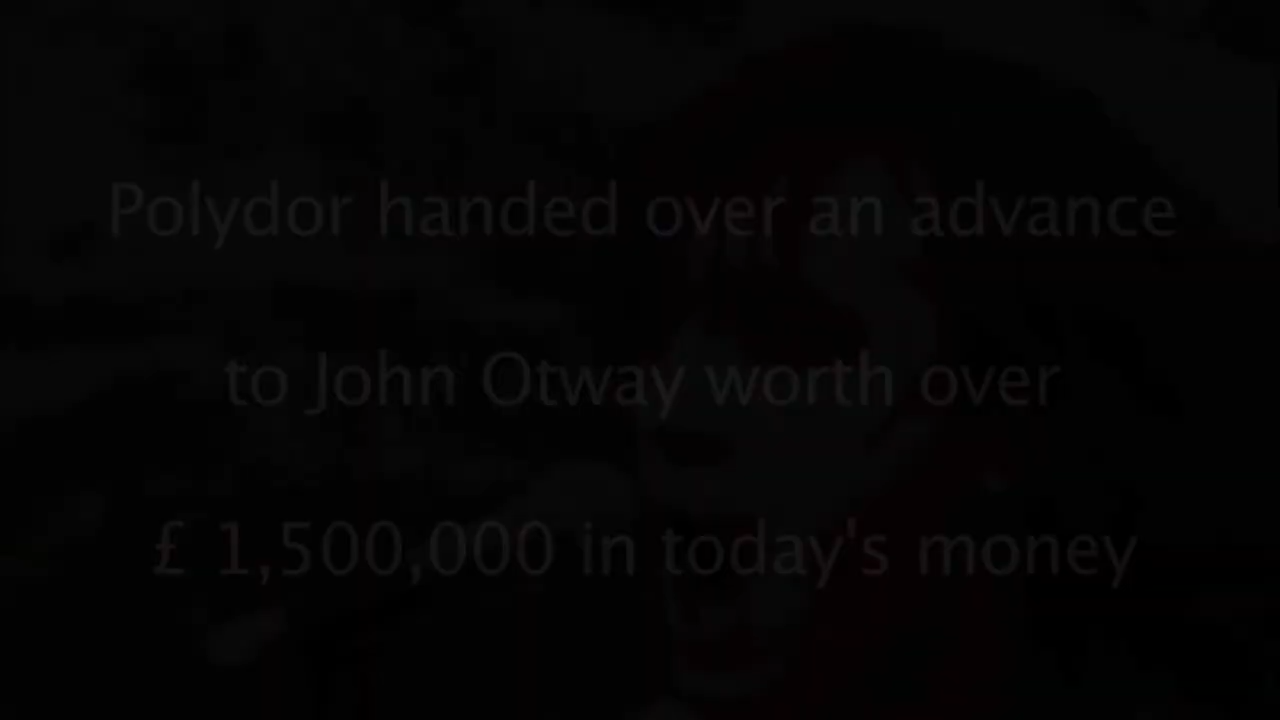 Polydor handed over an advance
to John Otway worth over
£ 1,500,000 in today's money